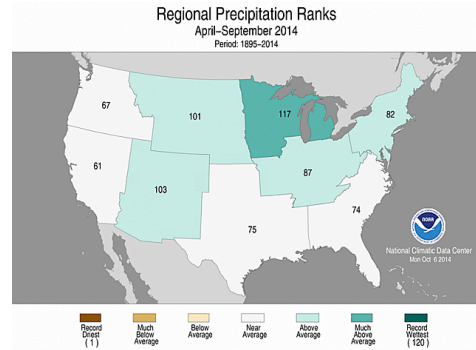 Regional Precipitation Ranks
April–September 2014
Period: 1895–2014
67
101
117
82
61
103
87
75
74
NOAA
National Climatic Data Center
Mon Oct 6 2014
Record Driest (1)
Much Below Average
Below Average
Near Average
Above Average
Much Above Average
Record Wettest (120)